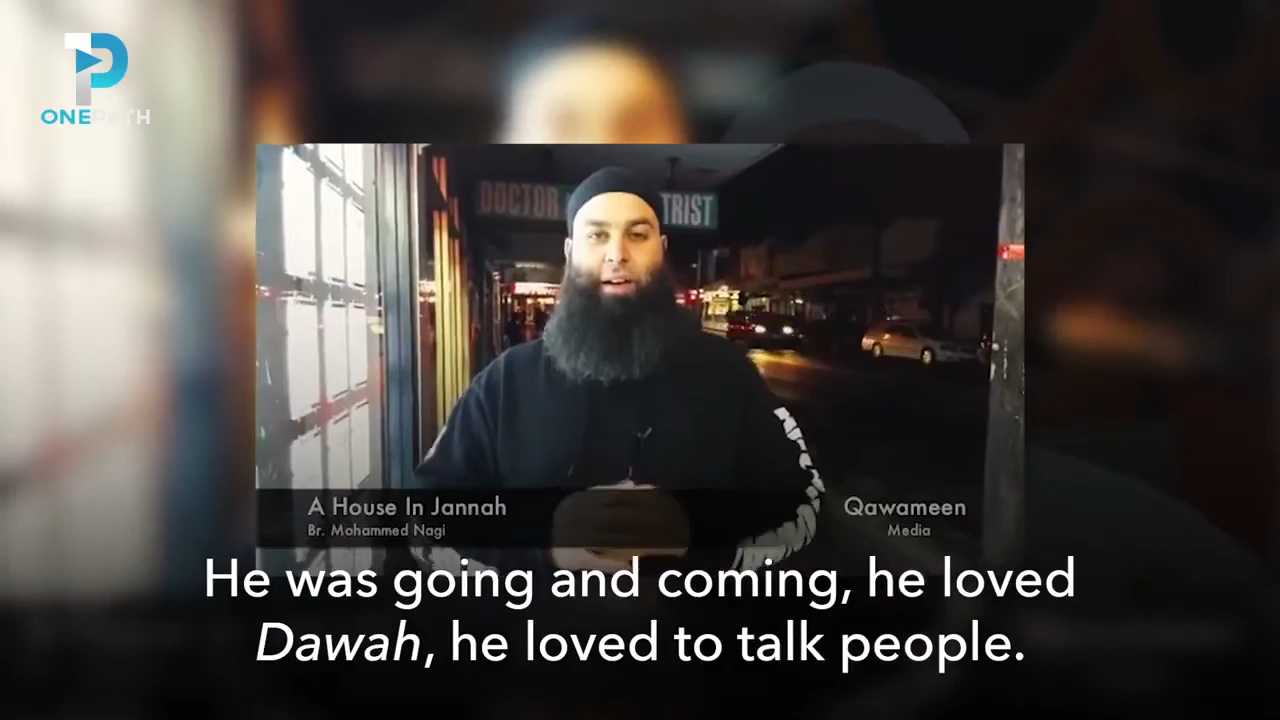 ONEPATH
DOCTOR TRIST
A House In Jannah
Br. Mohammed Nagi
Qawameen
Media
He was going and coming, he loved
Dawah, he loved to talk people.